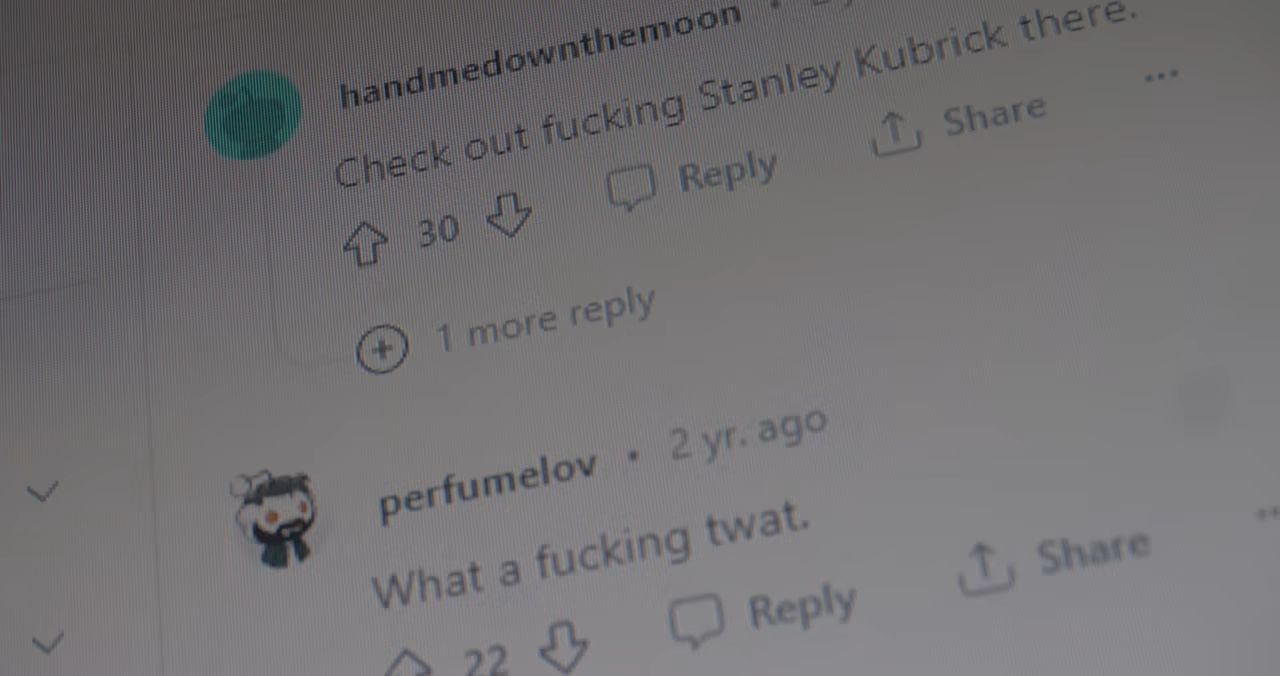 handmedownthemoon •
Check out fucking Stanley Kubrick there.
30 Reply Share ...
1 more reply
perfumelov • 2 yr. ago
What a fucking twat.
22 Reply Share